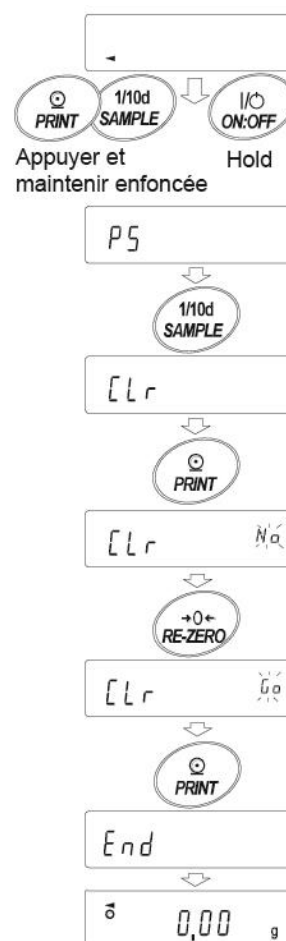 1/10d I/⏻
PRINT SAMPLE ON:OFF
Appuyer et Hold
maintenir enfoncée
PS
1/10d
SAMPLE
CLr
PRINT
CLr No
→0←
RE-ZERO
CLr Go
PRINT
End
0.00 g